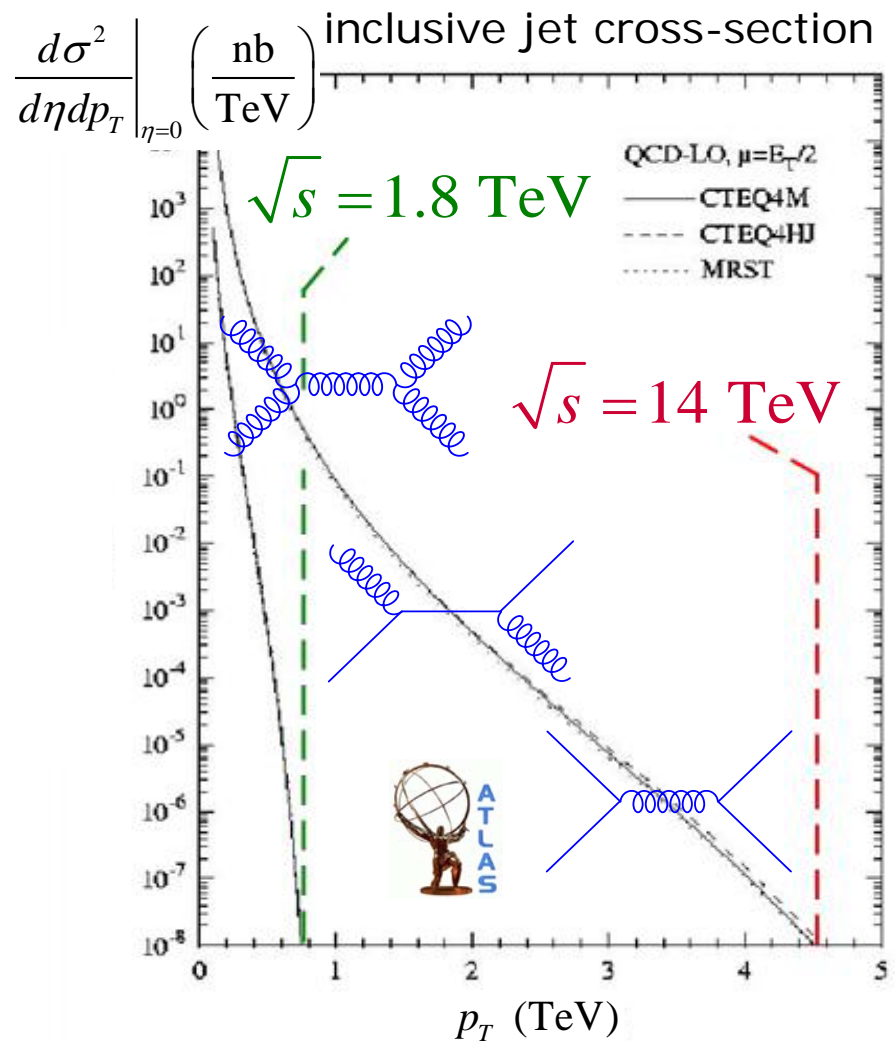 inclusive jet cross-section
dσ²
dηdp_T |η=0 ( nb / TeV )
QCD-LO, μ=E_T/2
CTEQ4M
CTEQ4HJ
MRST
√s = 1.8 TeV
√s = 14 TeV
10³
10²
10¹
10⁰
10⁻¹
10⁻²
10⁻³
10⁻⁴
10⁻⁵
10⁻⁶
10⁻⁷
10⁻⁸
ATLAS
0 1 2 3 4 5
p_T (TeV)